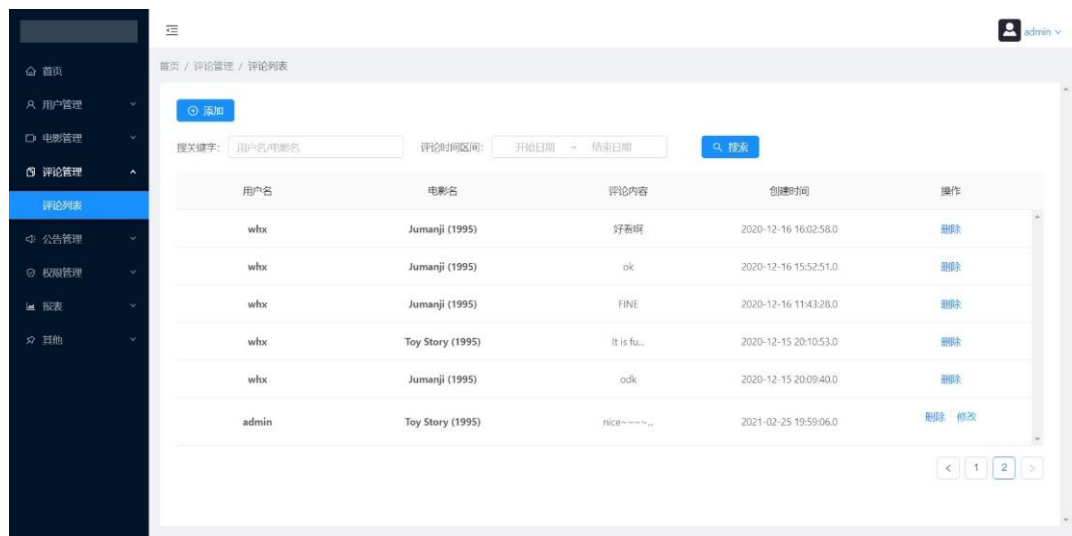 admin
首页
用户管理
电影管理
评论管理
评论列表
公告管理
权限管理
报表
其他
首页 / 评论管理 / 评论列表
添加
搜关键字: 用户名/电影名 评论时间区间: 开始日期 ~ 结束日期 搜索
用户名 电影名 评论内容 创建时间 操作
whx Jumanji (1995) 好看啊 2020-12-16 16:02:58.0 删除
whx Jumanji (1995) ok 2020-12-16 15:52:51.0 删除
whx Jumanji (1995) FINE 2020-12-16 11:43:28.0 删除
whx Toy Story (1995) It is fu... 2020-12-15 20:10:53.0 删除
whx Jumanji (1995) odk 2020-12-15 20:09:40.0 删除
admin Toy Story (1995) nice~~~~... 2021-02-25 19:59:06.0 删除 修改
< 1 2 >